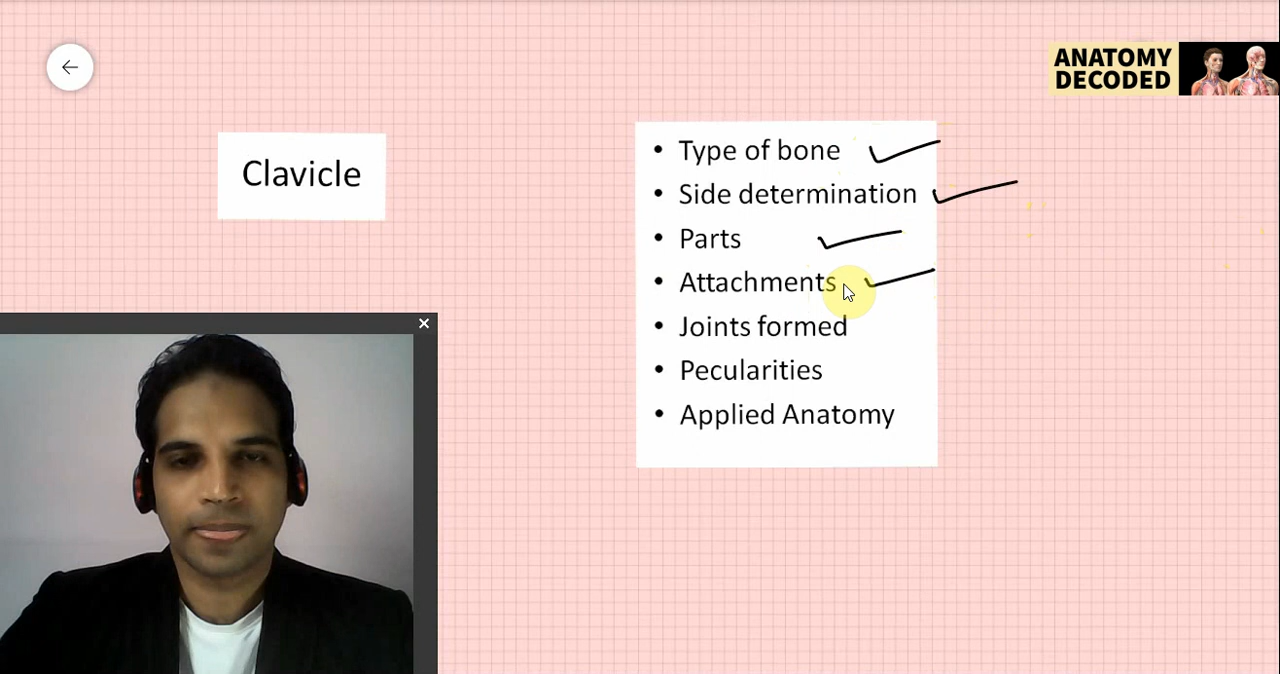 ANATOMY
DECODED
Clavicle
• Type of bone
• Side determination
• Parts
• Attachments
• Joints formed
• Pecularities
• Applied Anatomy